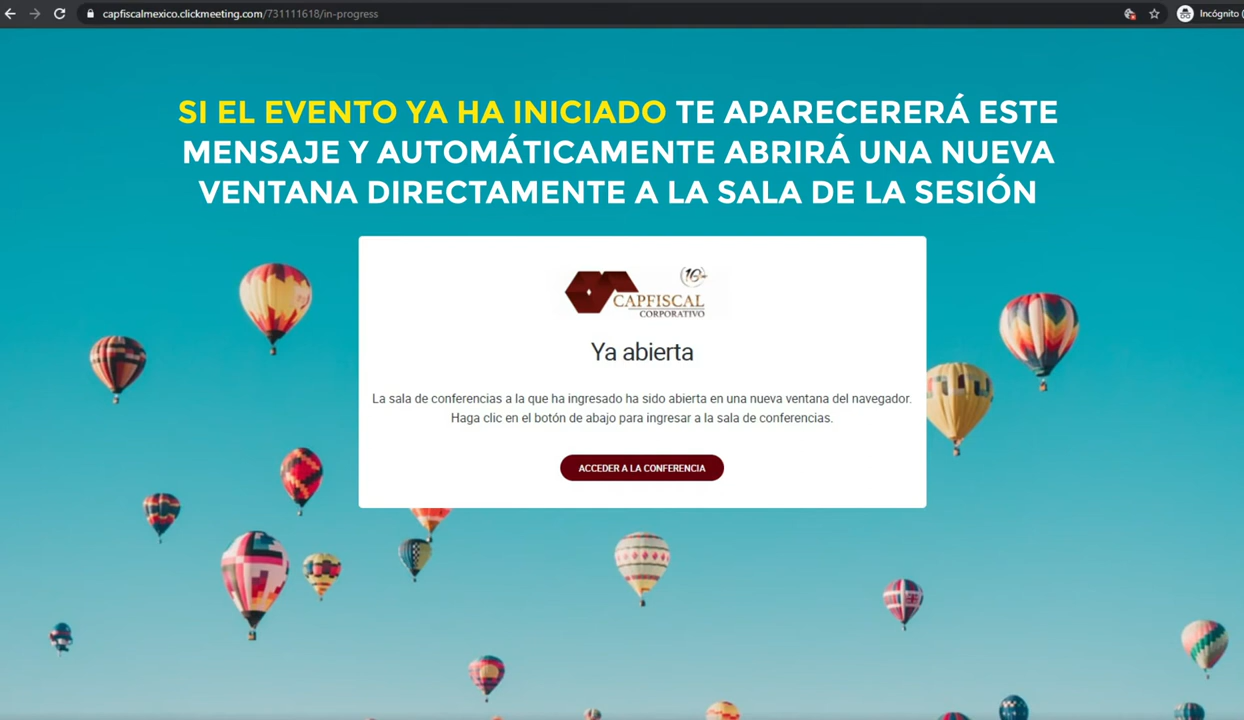 capfiscalmexico.clickmeeting.com/731111618/in-progress
Incógnito (
SI EL EVENTO YA HA INICIADO TE APARECERERÁ ESTE
MENSAJE Y AUTOMÁTICAMENTE ABRIRÁ UNA NUEVA
VENTANA DIRECTAMENTE A LA SALA DE LA SESIÓN
16
CAPFISCAL
CORPORATIVO
Ya abierta
La sala de conferencias a la que ha ingresado ha sido abierta en una nueva ventana del navegador.
Haga clic en el botón de abajo para ingresar a la sala de conferencias.
ACCEDER A LA CONFERENCIA